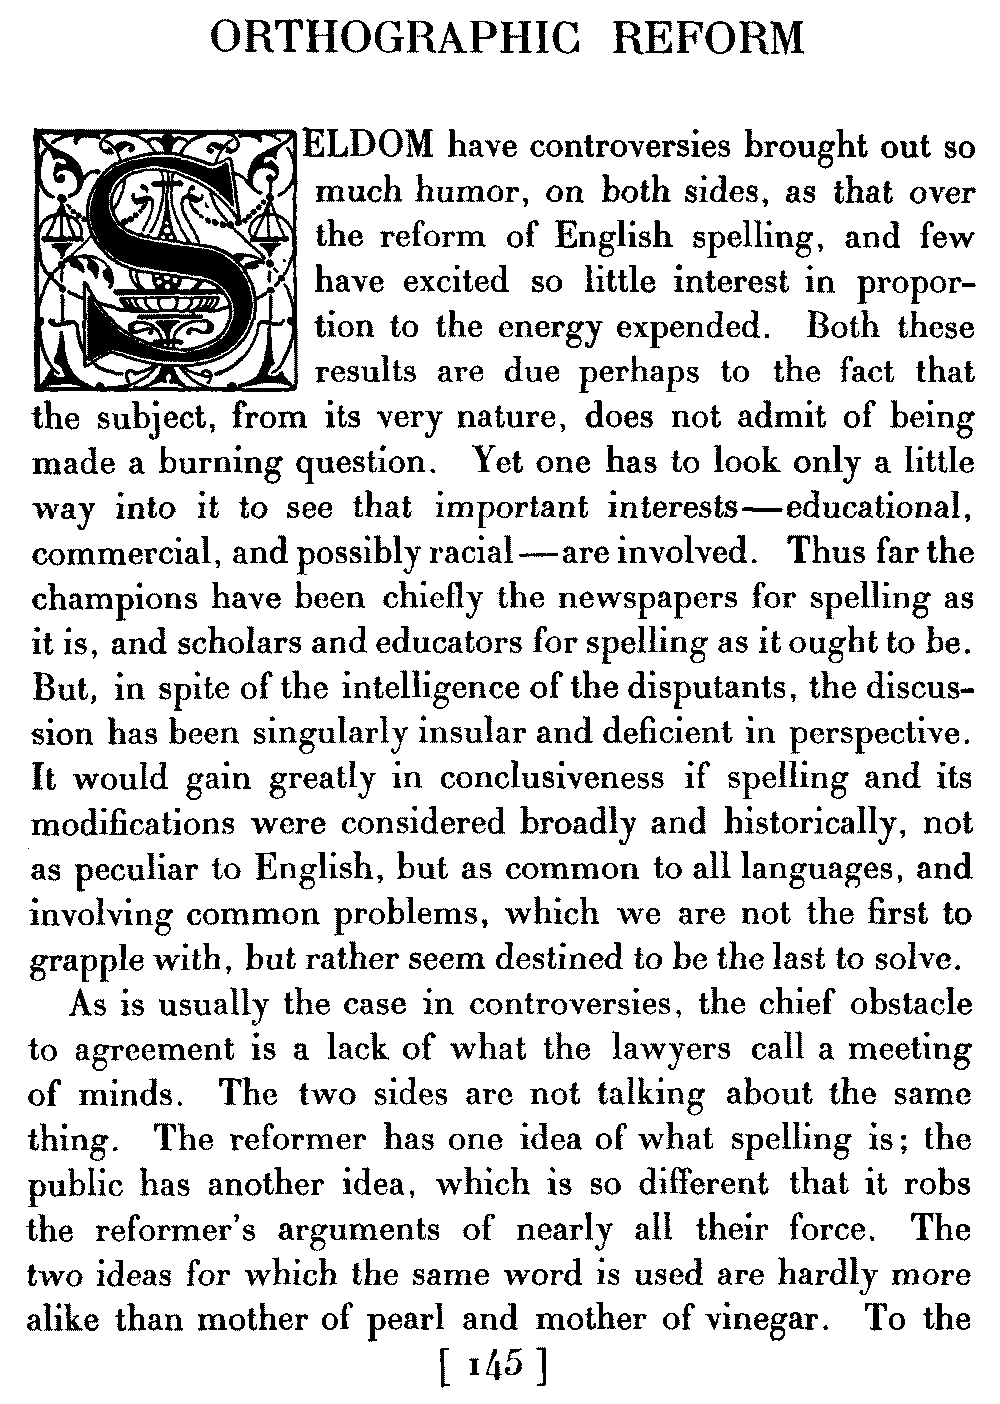 ORTHOGRAPHIC REFORM
SELDOM have controversies brought out so
much humor, on both sides, as that over
the reform of English spelling, and few
have excited so little interest in propor-
tion to the energy expended. Both these
results are due perhaps to the fact that
the subject, from its very nature, does not admit of being
made a burning question. Yet one has to look only a little
way into it to see that important interests—educational,
commercial, and possibly racial—are involved. Thus far the
champions have been chiefly the newspapers for spelling as
it is, and scholars and educators for spelling as it ought to be.
But, in spite of the intelligence of the disputants, the discus-
sion has been singularly insular and deficient in perspective.
It would gain greatly in conclusiveness if spelling and its
modifications were considered broadly and historically, not
as peculiar to English, but as common to all languages, and
involving common problems, which we are not the first to
grapple with, but rather seem destined to be the last to solve.
As is usually the case in controversies, the chief obstacle
to agreement is a lack of what the lawyers call a meeting
of minds. The two sides are not talking about the same
thing. The reformer has one idea of what spelling is; the
public has another idea, which is so different that it robs
the reformer's arguments of nearly all their force. The
two ideas for which the same word is used are hardly more
alike than mother of pearl and mother of vinegar. To the
[ 145 ]